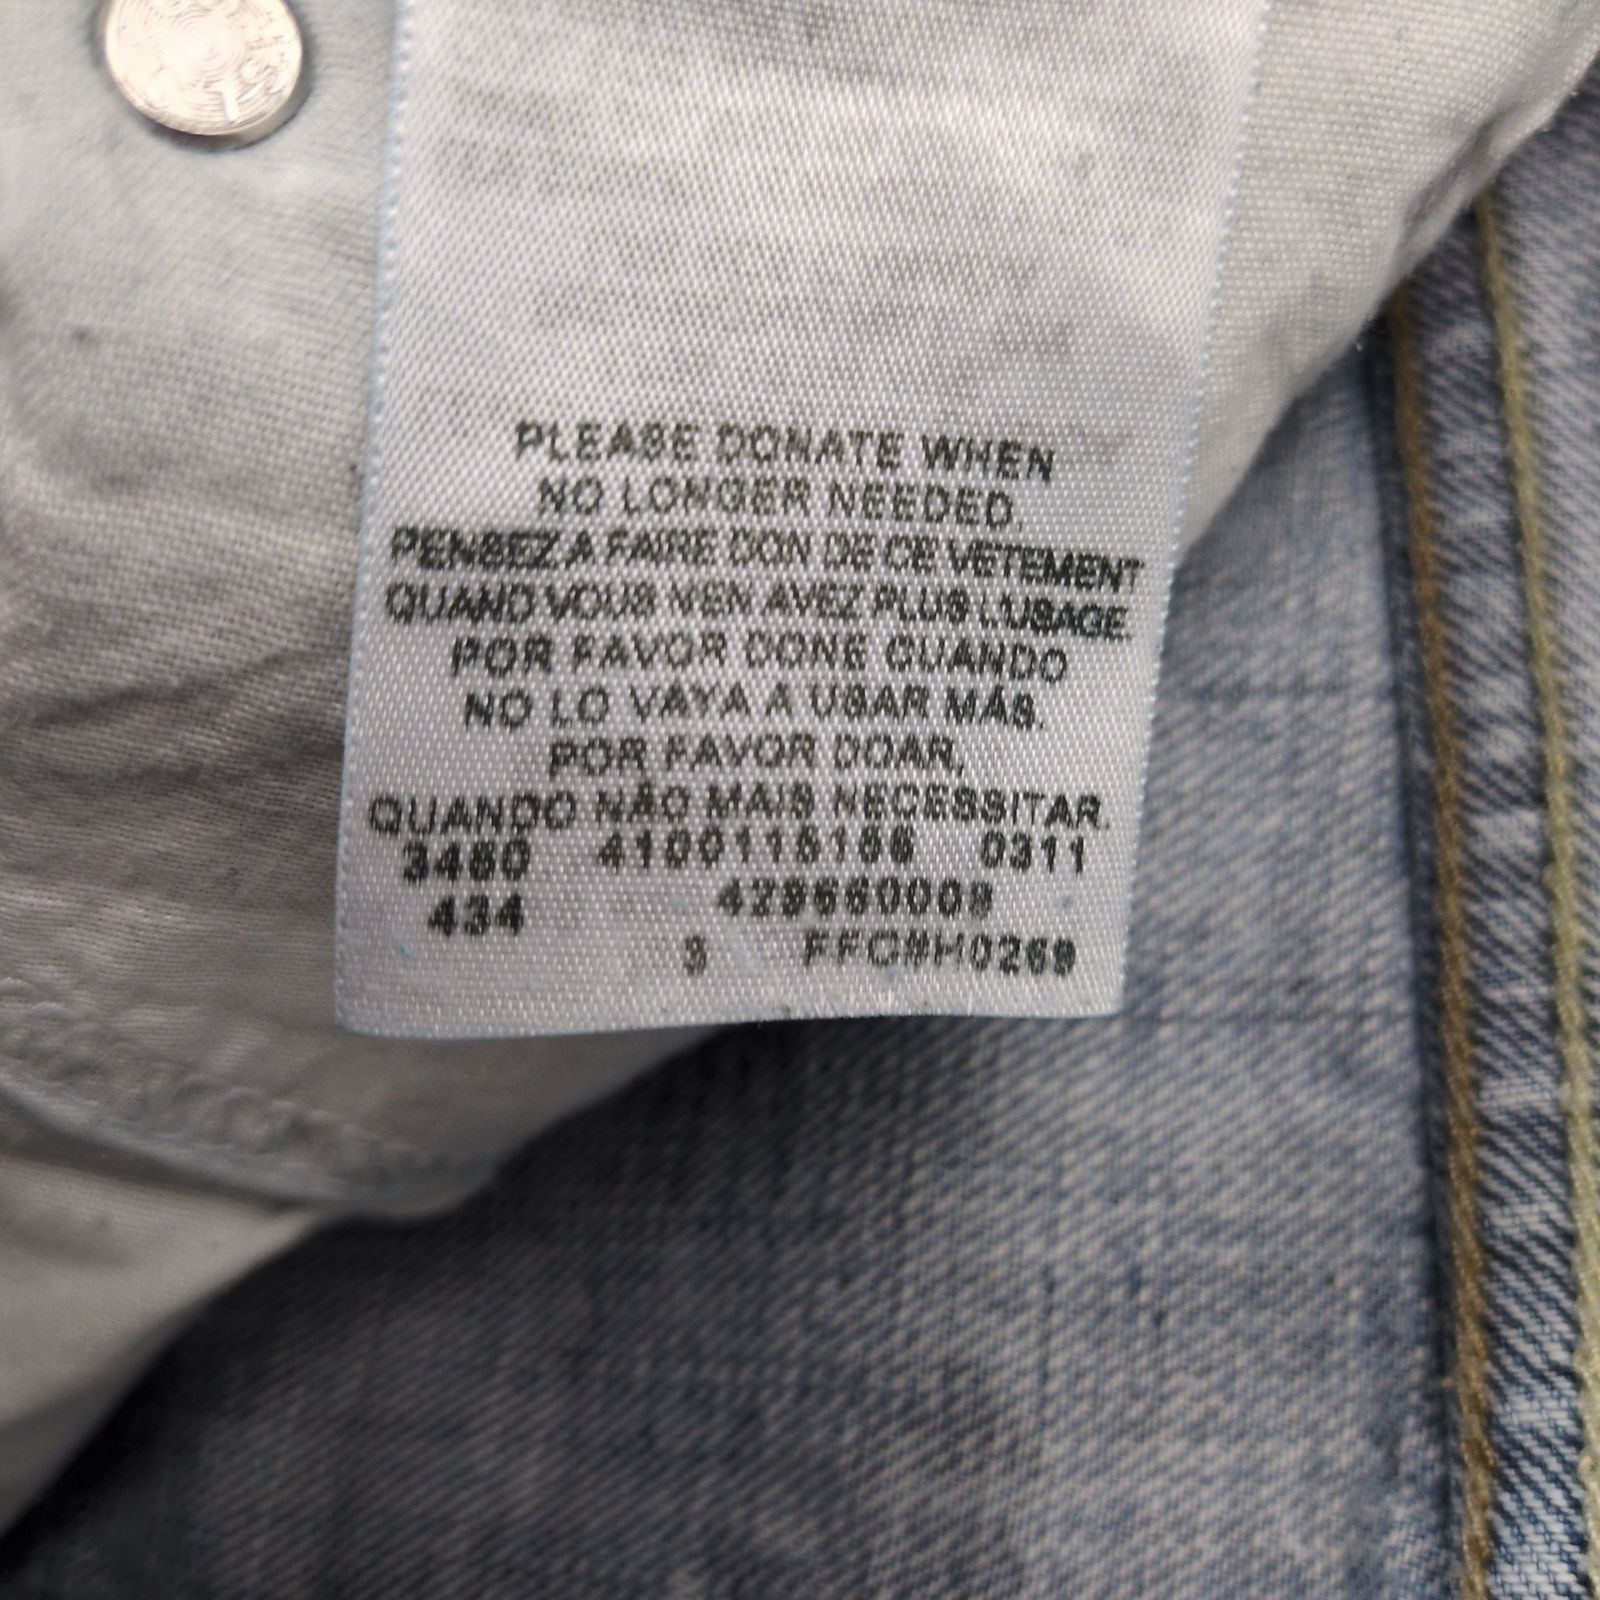 PLEASE DONATE WHEN
NO LONGER NEEDED.
PENSEZ A FAIRE DON DE CE VETEMENT
QUAND VOUS N'EN AVEZ PLUS L'USAGE.
POR FAVOR DONE CUANDO
NO LO VAYA A USAR MÁS.
POR FAVOR DOAR,
QUANDO NÃO MAIS NECESSITAR.
3460 0311
434 429660009
3 FFC#H0269